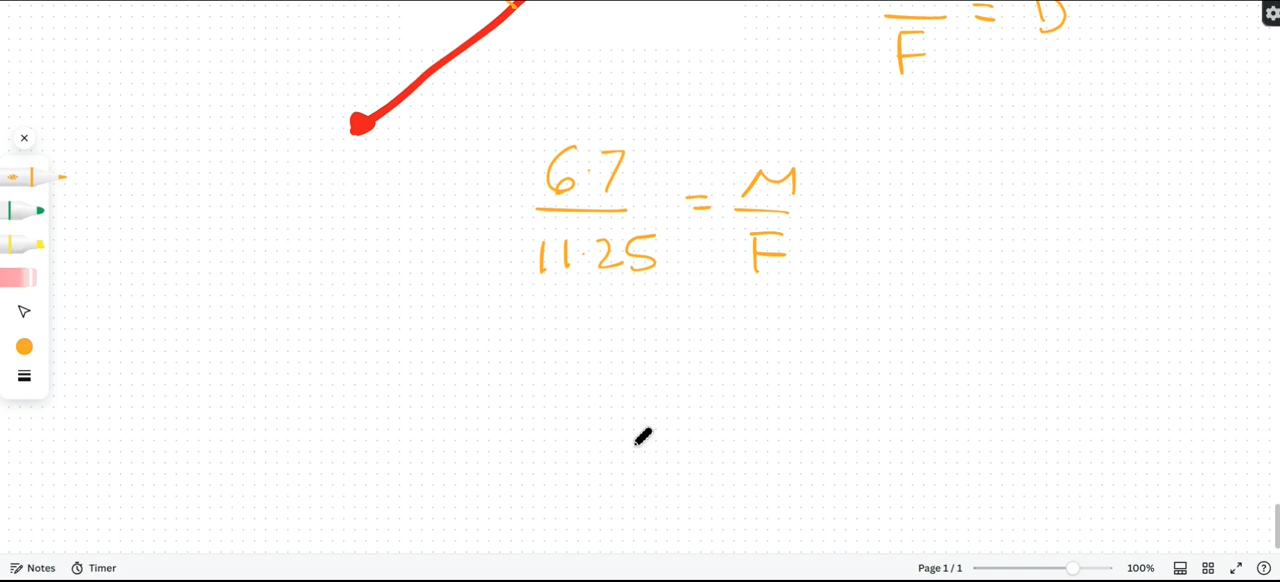 F = D
6.7 = M
11.25 F
Notes Timer Page 1 / 1 100%